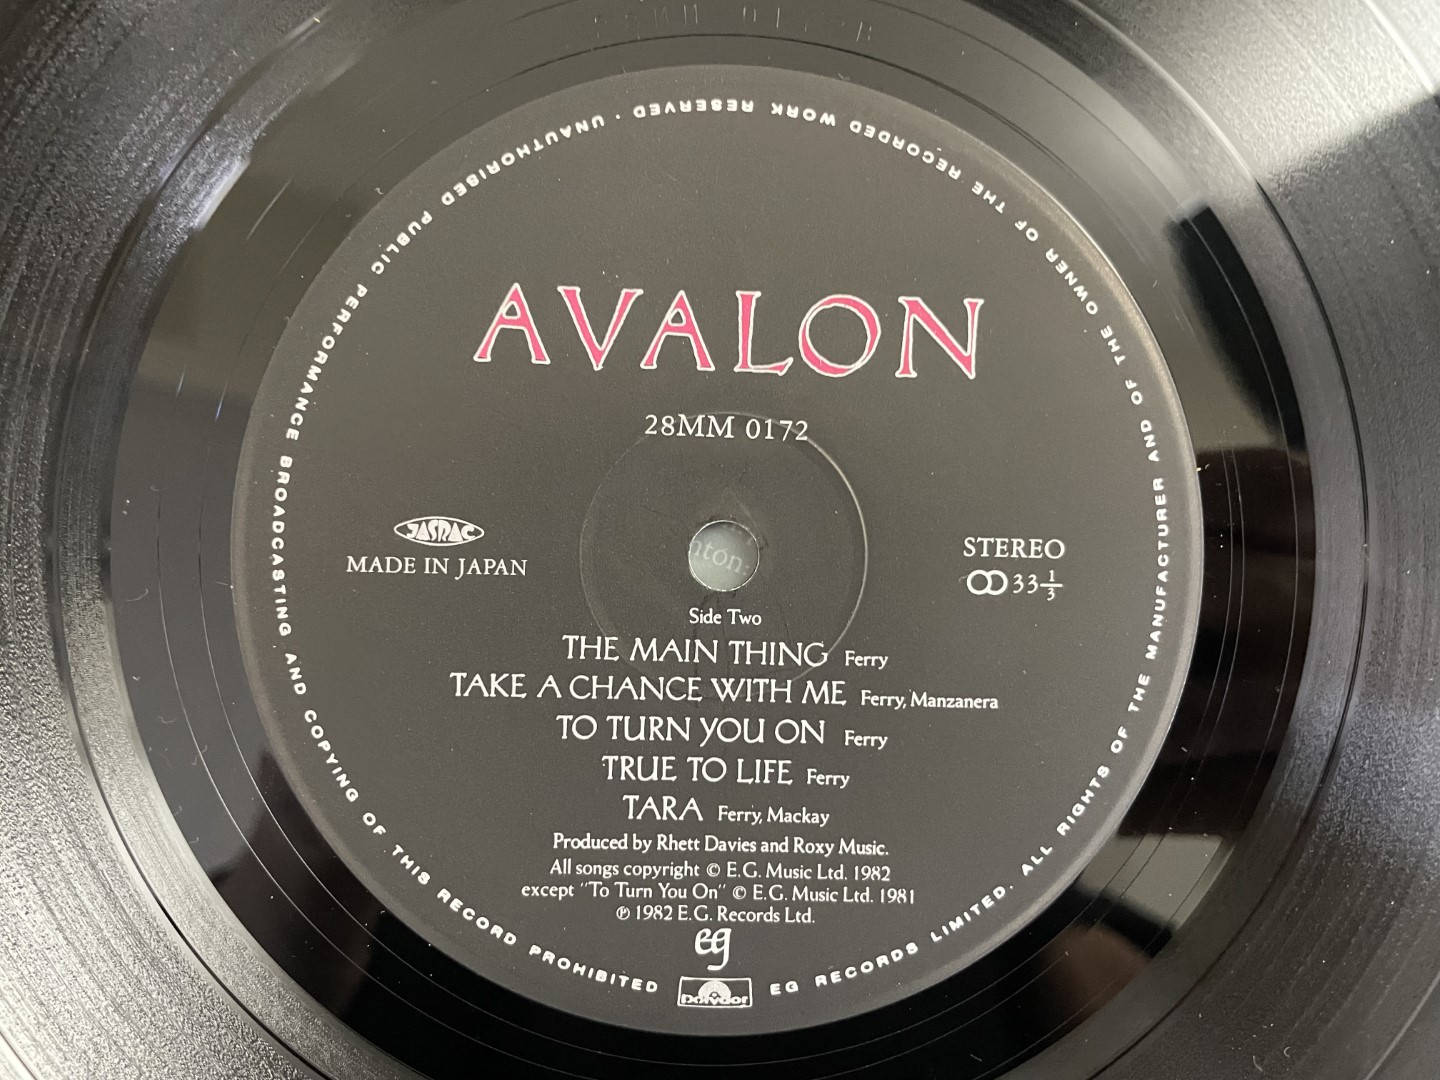 AVALON
28MM 0172
JASRAC
MADE IN JAPAN
STEREO
33 1/3
Side Two
THE MAIN THING Ferry
TAKE A CHANCE WITH ME Ferry, Manzanera
TO TURN YOU ON Ferry
TRUE TO LIFE Ferry
TARA Ferry, Mackay
Produced by Rhett Davies and Roxy Music.
All songs copyright © E.G. Music Ltd. 1982
except "To Turn You On" © E.G. Music Ltd. 1981
℗ 1982 E.G. Records Ltd.
eg
polydor
EG RECORDS LIMITED. ALL RIGHTS OF THE MANUFACTURER AND OF THE OWNER OF THE RECORDED WORK RESERVED · UNAUTHORISED PUBLIC PERFORMANCE BROADCASTING AND COPYING OF THIS RECORD PROHIBITED